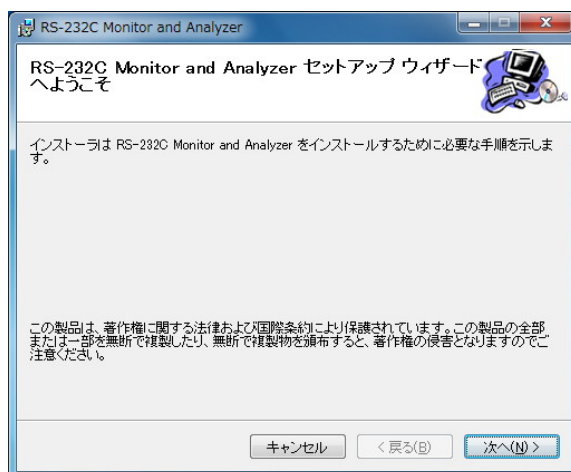 RS-232C Monitor and Analyzer
RS-232C Monitor and Analyzer セットアップ ウィザード
へようこそ
インストーラは RS-232C Monitor and Analyzer をインストールするために必要な手順を示しま
す。
この製品は、著作権に関する法律および国際条約により保護されています。この製品の全部
または一部を無断で複製したり、無断で複製物を頒布すると、著作権の侵害となりますのでご
注意ください。
キャンセル
< 戻る(B)
次へ(N) >